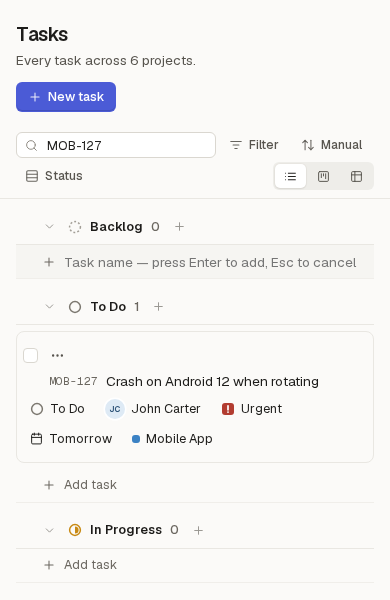 Tasks
Every task across 6 projects.
New task
MOB-127
Filter
Manual
Status
Backlog 0
Task name — press Enter to add, Esc to cancel
To Do 1
MOB-127 Crash on Android 12 when rotating
To Do JC John Carter Urgent
Tomorrow Mobile App
Add task
In Progress 0
Add task